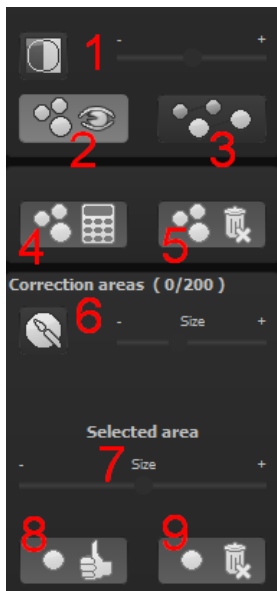 1 - +
2 3
4 5
Correction areas ( 0/200 )
6 - Size +
Selected area
- 7 Size +
8 9